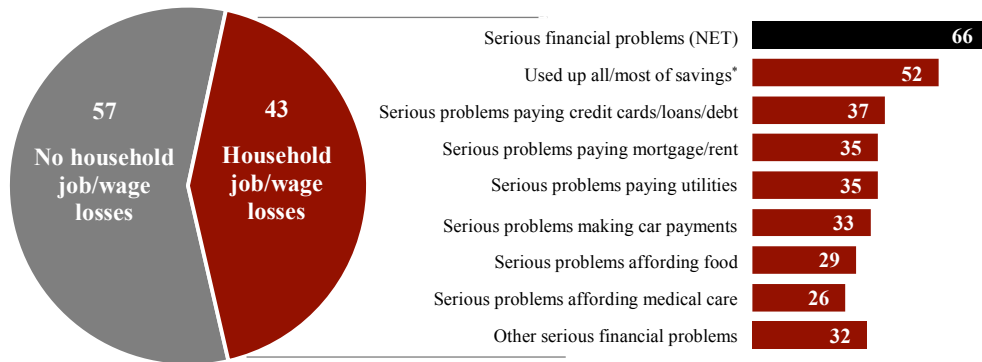 57
No household
job/wage
losses
43
Household
job/wage
losses
Serious financial problems (NET) 66
Used up all/most of savings* 52
Serious problems paying credit cards/loans/debt 37
Serious problems paying mortgage/rent 35
Serious problems paying utilities 35
Serious problems making car payments 33
Serious problems affording food 29
Serious problems affording medical care 26
Other serious financial problems 32